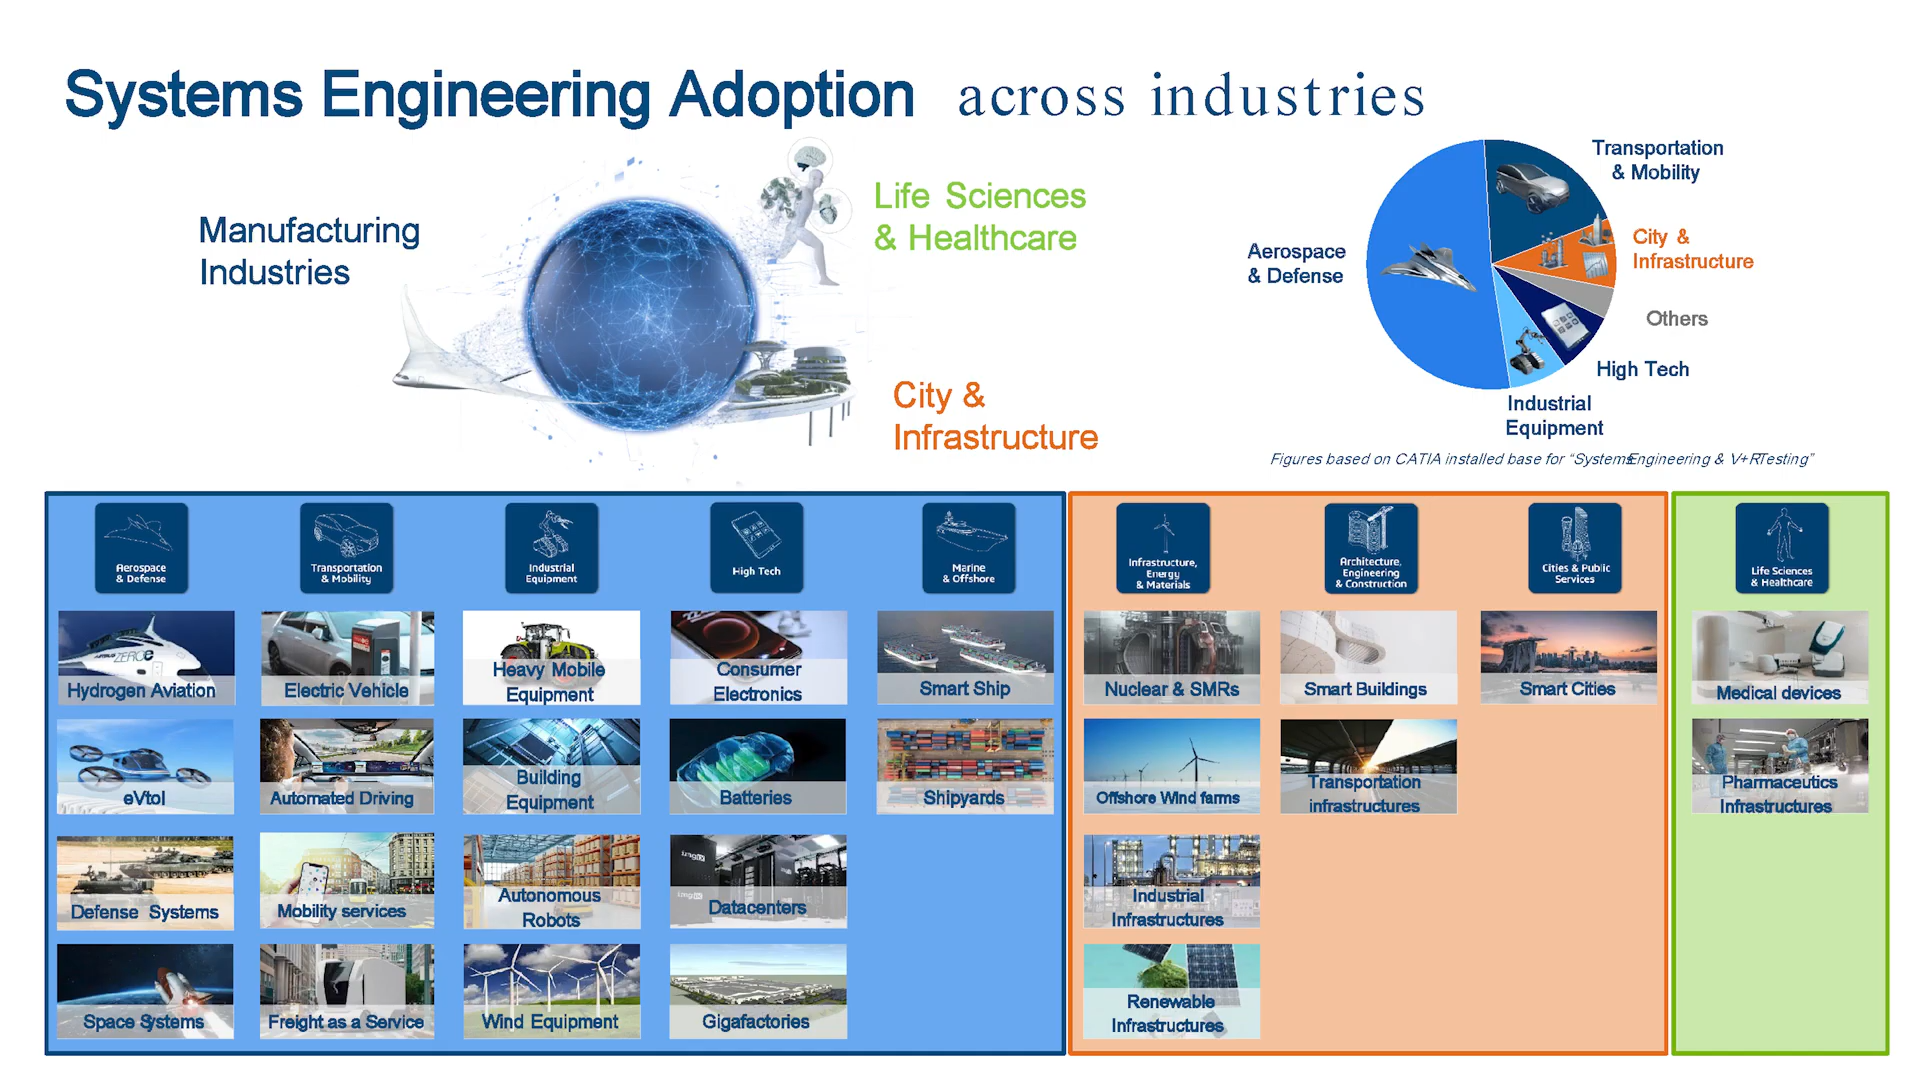 Systems Engineering Adoption across industries
Manufacturing
Industries
Life Sciences
& Healthcare
City &
Infrastructure
Transportation
& Mobility
City &
Infrastructure
Others
High Tech
Industrial
Equipment
Aerospace
& Defense
Figures based on CATIA installed base for “Systems Engineering & V+R Testing”
Aerospace
& Defense
Transportation
& Mobility
Industrial
Equipment
High Tech
Marine
& Offshore
Infrastructure,
Energy
& Materials
Architecture,
Engineering
& Construction
Cities & Public
Services
Life Sciences
& Healthcare
ZEROe
Hydrogen Aviation
Electric Vehicle
Heavy Mobile
Equipment
Consumer
Electronics
Smart Ship
Nuclear & SMRs
Smart Buildings
Smart Cities
Medical devices
eVtol
Automated Driving
Building
Equipment
Batteries
Shipyards
Offshore Wind farms
Transportation
infrastructures
Pharmaceutics
Infrastructures
Defense Systems
Mobility services
Autonomous
Robots
Datacenters
Industrial
Infrastructures
Space Systems
Freight as a Service
Wind Equipment
Gigafactories
Renewable
Infrastructures